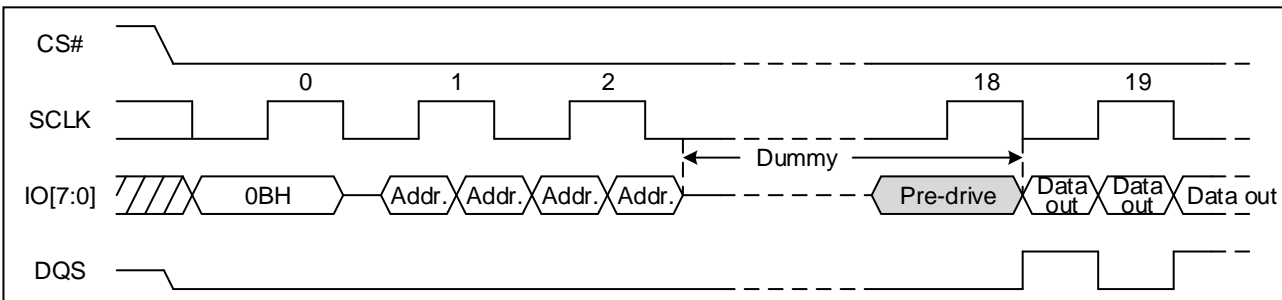 CS#
0 1 2 18 19
SCLK
Dummy
IO[7:0] 0BH Addr. Addr. Addr. Addr. Pre-drive Data out Data out Data out
DQS